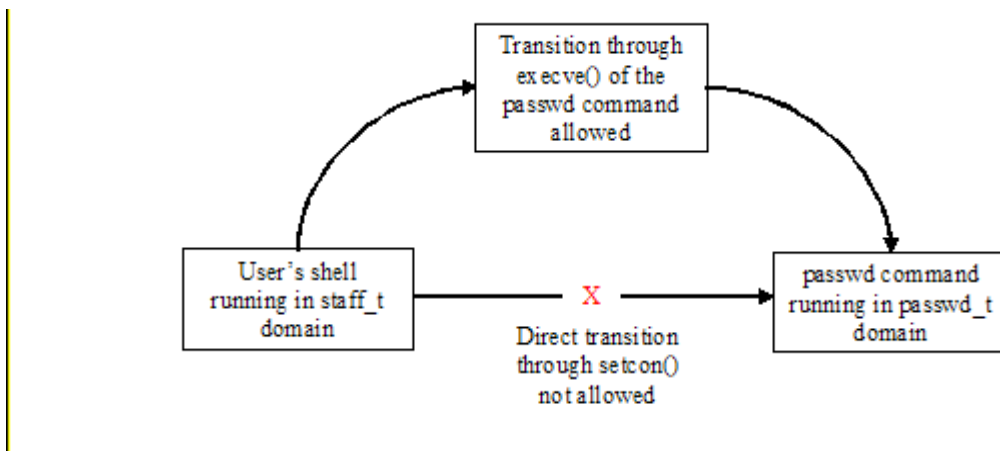 Transition through
execve() of the
passwd command
allowed
User's shell
running in staff_t
domain
X
passwd command
running in passwd_t
domain
Direct transition
through setcon()
not allowed